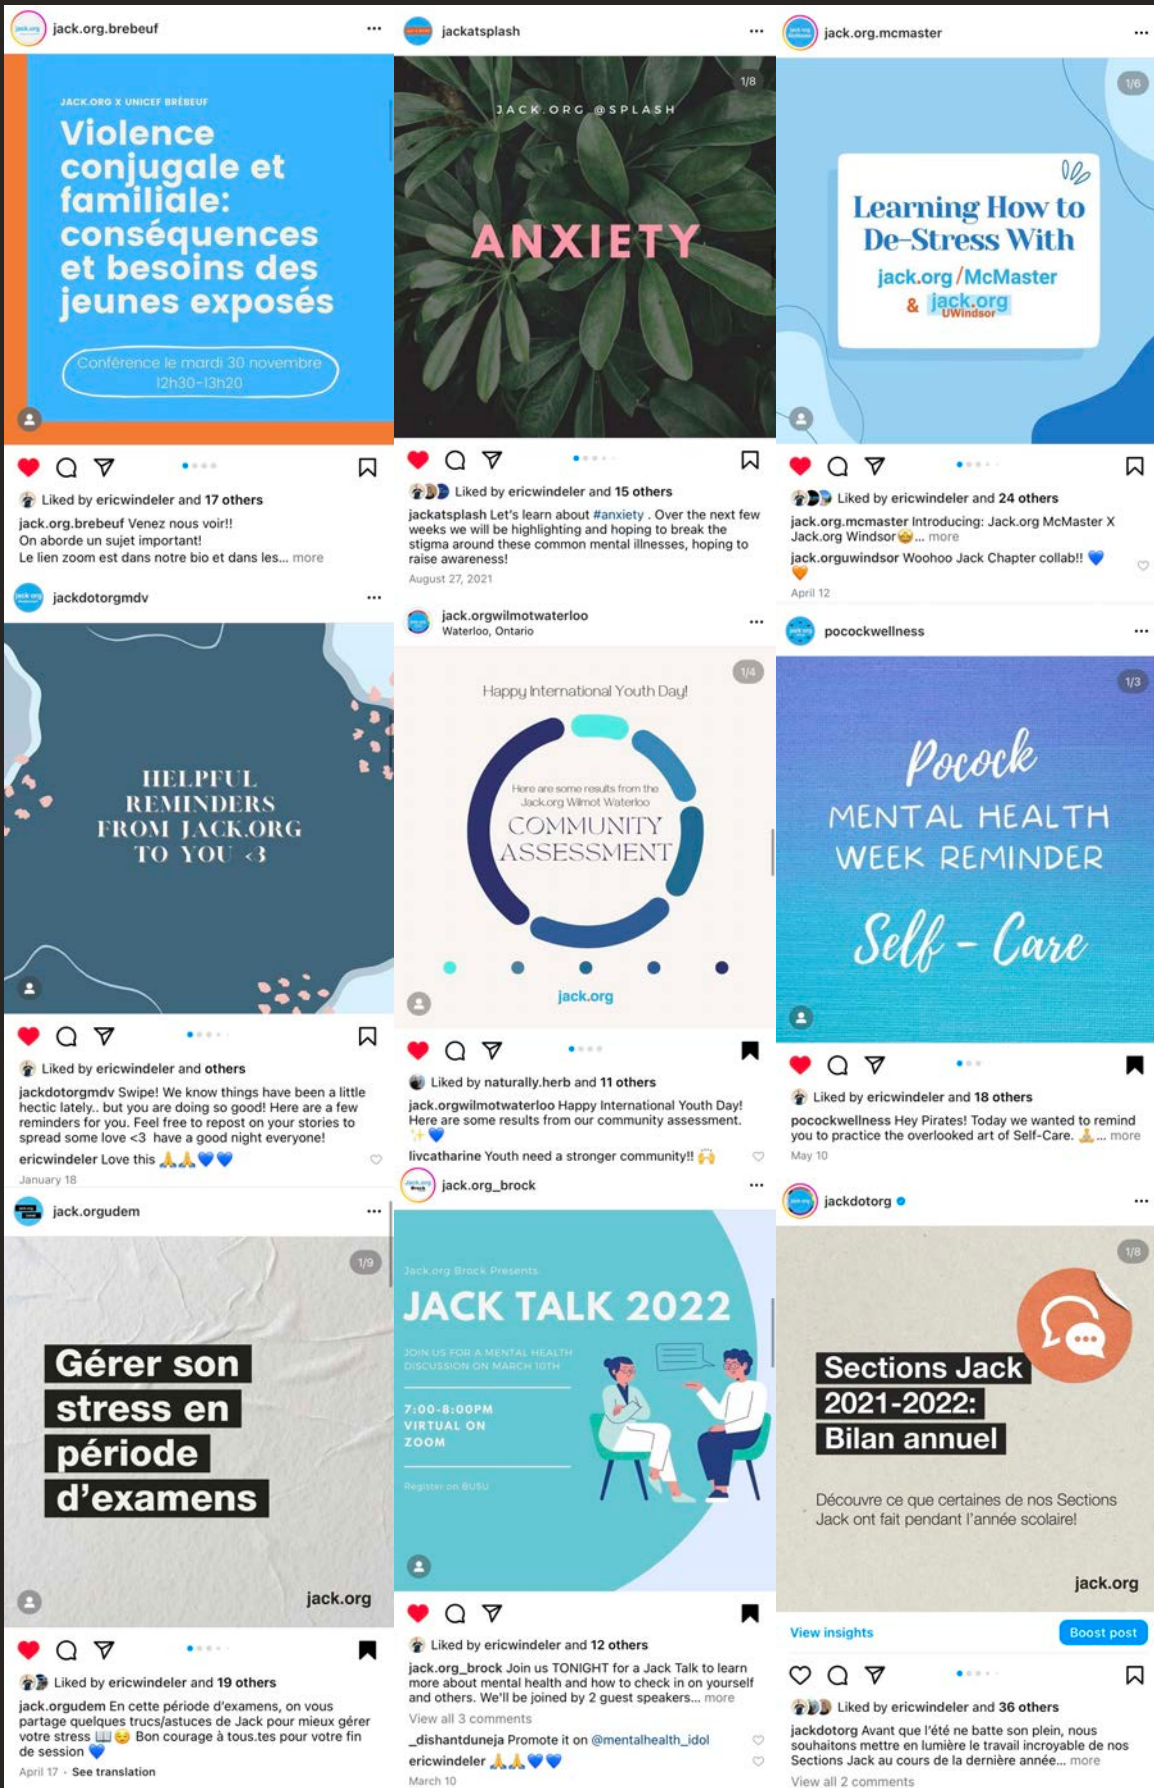 jack.org.brebeuf
JACK.ORG X UNICEF BRÉBEUF
Violence
conjugale et
familiale:
conséquences
et besoins des
jeunes exposés
Conférence le mardi 30 novembre
12h30-13h20
Liked by ericwindeler and 17 others
jack.org.brebeuf Venez nous voir!!
On aborde un sujet important!
Le lien zoom est dans notre bio et dans les... more
jackdotorgmdv
HELPFUL
REMINDERS
FROM JACK.ORG
TO YOU <3
Liked by ericwindeler and others
jackdotorgmdv Swipe! We know things have been a little
hectic lately.. but you are doing so good! Here are a few
reminders for you. Feel free to repost on your stories to
spread some love <3 have a good night everyone!
ericwindeler Love this 🙏🙏💙💙
January 18
jack.orgudem
1/9
Gérer son
stress en
période
d'examens
jack.org
Liked by ericwindeler and 19 others
jack.orgudem En cette période d'examens, on vous
partage quelques trucs/astuces de Jack pour mieux gérer
votre stress 📖😌 Bon courage à tous.tes pour votre fin
de session 💙
April 17 · See translation
jackatsplash
1/8
JACK.ORG @SPLASH
ANXIETY
Liked by ericwindeler and 15 others
jackatsplash Let's learn about #anxiety . Over the next few
weeks we will be highlighting and hoping to break the
stigma around these common mental illnesses, hoping to
raise awareness!
August 27, 2021
jack.orgwilmotwaterloo
Waterloo, Ontario
1/4
Happy International Youth Day!
Here are some results from the
Jack.org Wilmot Waterloo
COMMUNITY
ASSESSMENT
jack.org
Liked by naturally.herb and 11 others
jack.orgwilmotwaterloo Happy International Youth Day!
Here are some results from our community assessment.
✨💙
livcatharine Youth need a stronger community!! 🙌
jack.org_brock
Jack.org Brock Presents
JACK TALK 2022
JOIN US FOR A MENTAL HEALTH
DISCUSSION ON MARCH 10TH
7:00-8:00PM
VIRTUAL ON
ZOOM
Register on BUSU
Liked by ericwindeler and 12 others
jack.org_brock Join us TONIGHT for a Jack Talk to learn
more about mental health and how to check in on yourself
and others. We'll be joined by 2 guest speakers... more
View all 3 comments
_dishantduneja Promote it on @mentalhealth_idol
ericwindeler 🙏🙏💙💙
March 10
jack.org.mcmaster
1/6
Learning How to
De-Stress With
jack.org/McMaster
& jack.org
UWindsor
Liked by ericwindeler and 24 others
jack.org.mcmaster Introducing: Jack.org McMaster X
Jack.org Windsor🤩... more
jack.orguwindsor Woohoo Jack Chapter collab!! 💙
🧡
April 12
pocockwellness
1/3
Pocock
MENTAL HEALTH
WEEK REMINDER
Self - Care
Liked by ericwindeler and 18 others
pocockwellness Hey Pirates! Today we wanted to remind
you to practice the overlooked art of Self-Care. 🧘... more
May 10
jackdotorg
1/8
Sections Jack
2021-2022:
Bilan annuel
Découvre ce que certaines de nos Sections
Jack ont fait pendant l'année scolaire!
jack.org
View insights
Boost post
Liked by ericwindeler and 36 others
jackdotorg Avant que l'été ne batte son plein, nous
souhaitons mettre en lumière le travail incroyable de nos
Sections Jack au cours de la dernière année... more
View all 2 comments